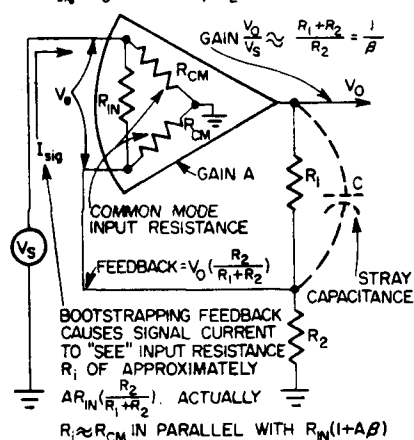 GAIN V_O/V_S ≈ (R_1+R_2)/R_2 = 1/β
V_O
V_e
R_IN
R_CM
R_CM
I_sig
GAIN A
R_1
C
COMMON MODE
INPUT RESISTANCE
V_S
FEEDBACK=V_O(R_2/(R_1+R_2))
STRAY
CAPACITANCE
BOOTSTRAPPING FEEDBACK
CAUSES SIGNAL CURRENT
TO "SEE" INPUT RESISTANCE
R_i OF APPROXIMATELY
AR_IN(R_2/(R_1+R_2)). ACTUALLY
R_i≈R_CM IN PARALLEL WITH R_IN(1+Aβ)
R_2